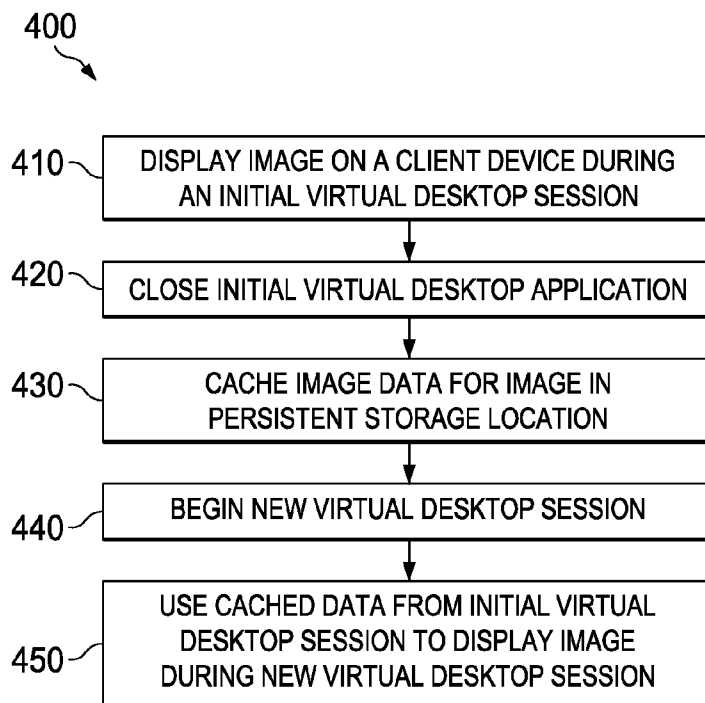 400
410
DISPLAY IMAGE ON A CLIENT DEVICE DURING
AN INITIAL VIRTUAL DESKTOP SESSION
420
CLOSE INITIAL VIRTUAL DESKTOP APPLICATION
430
CACHE IMAGE DATA FOR IMAGE IN
PERSISTENT STORAGE LOCATION
440
BEGIN NEW VIRTUAL DESKTOP SESSION
450
USE CACHED DATA FROM INITIAL VIRTUAL
DESKTOP SESSION TO DISPLAY IMAGE
DURING NEW VIRTUAL DESKTOP SESSION